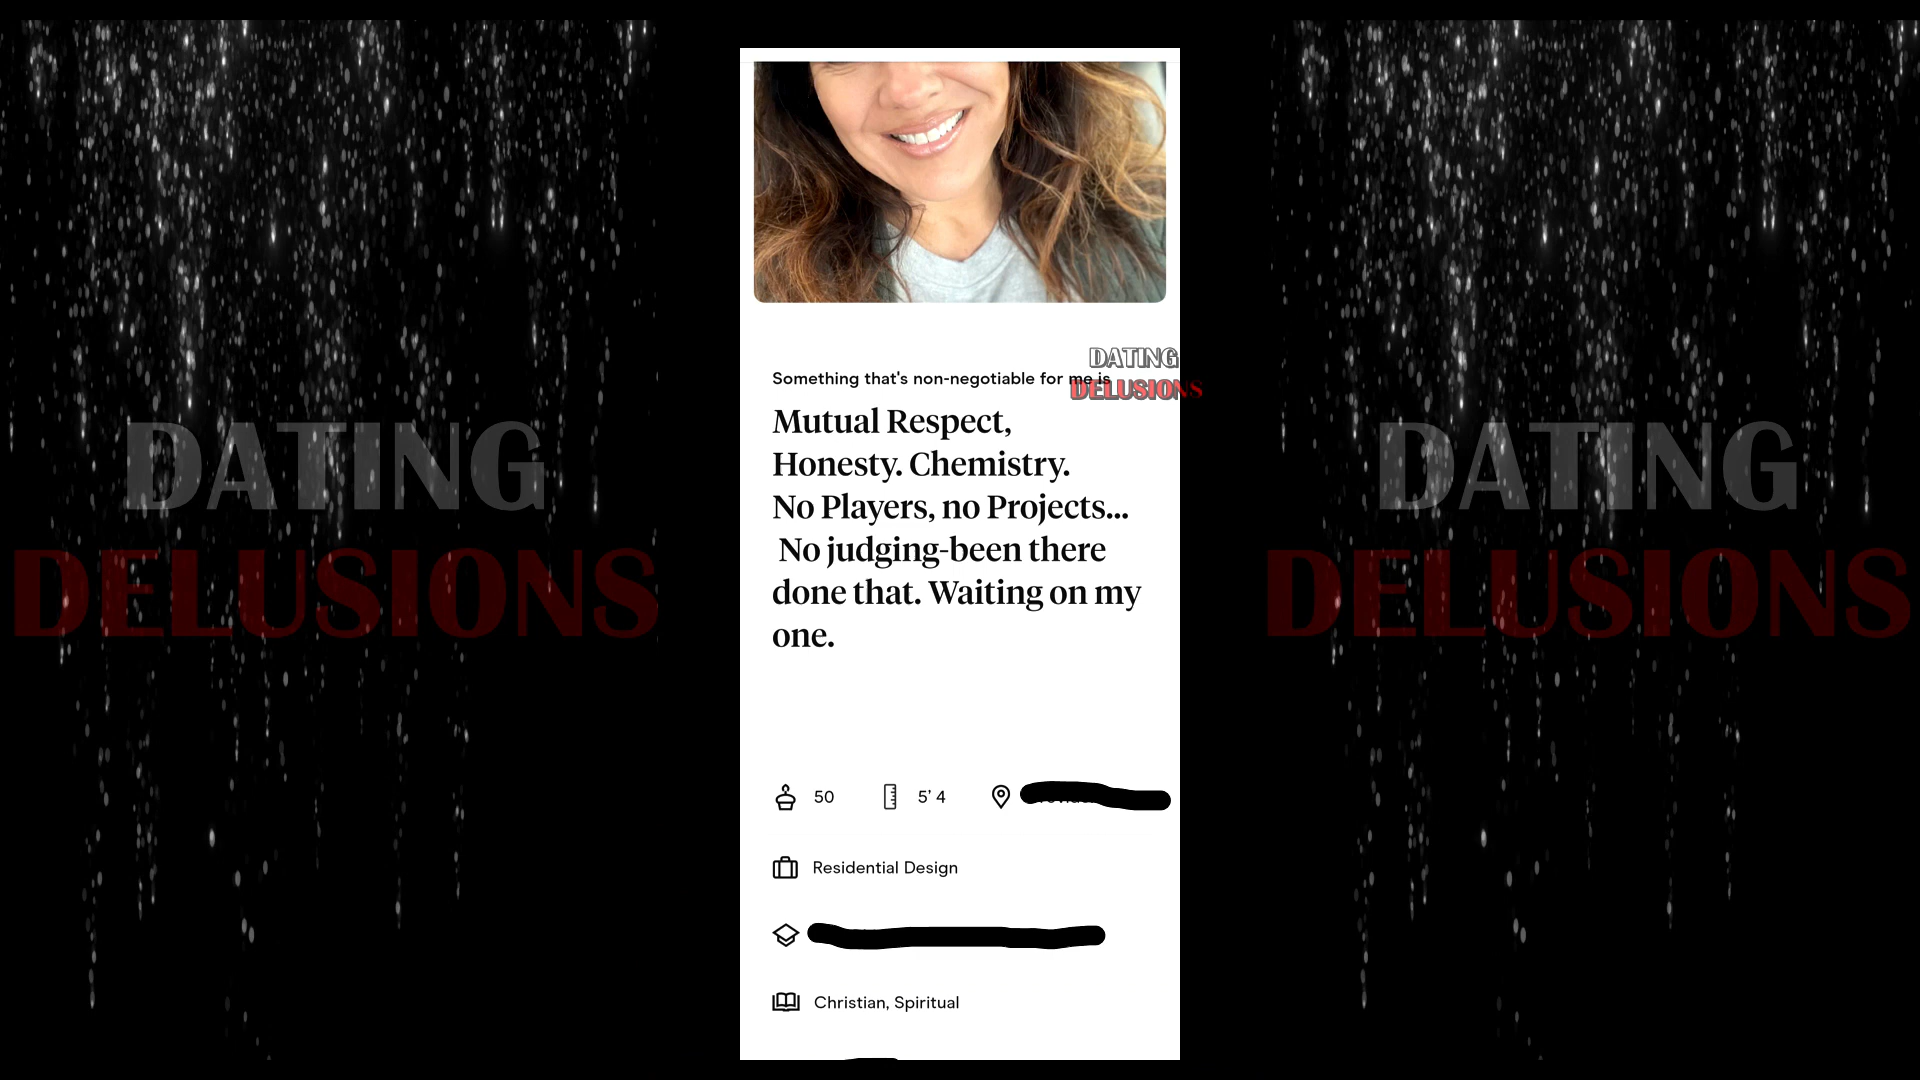 DATING
DELUSIONS
DATING
DELUSIONS
DATING
DELUSIONS
Something that's non-negotiable for me is
Mutual Respect,
Honesty. Chemistry.
No Players, no Projects...
No judging-been there
done that. Waiting on my
one.
50
5' 4
Residential Design
Christian, Spiritual